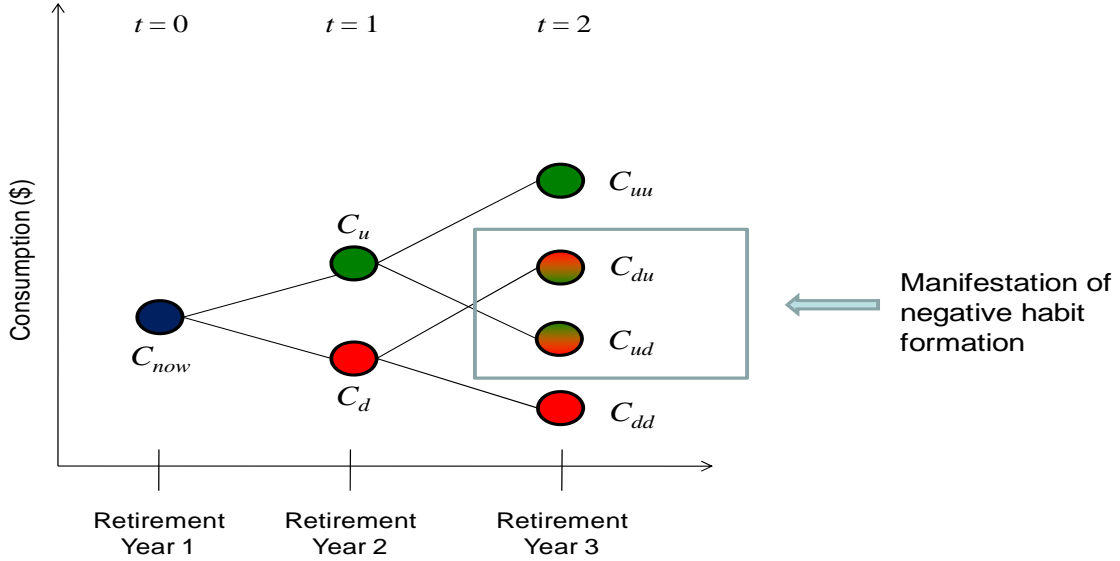 t = 0
t = 1
t = 2
Consumption ($)
C_uu
C_u
C_du
C_now
C_ud
C_d
C_dd
Manifestation of
negative habit
formation
Retirement
Year 1
Retirement
Year 2
Retirement
Year 3